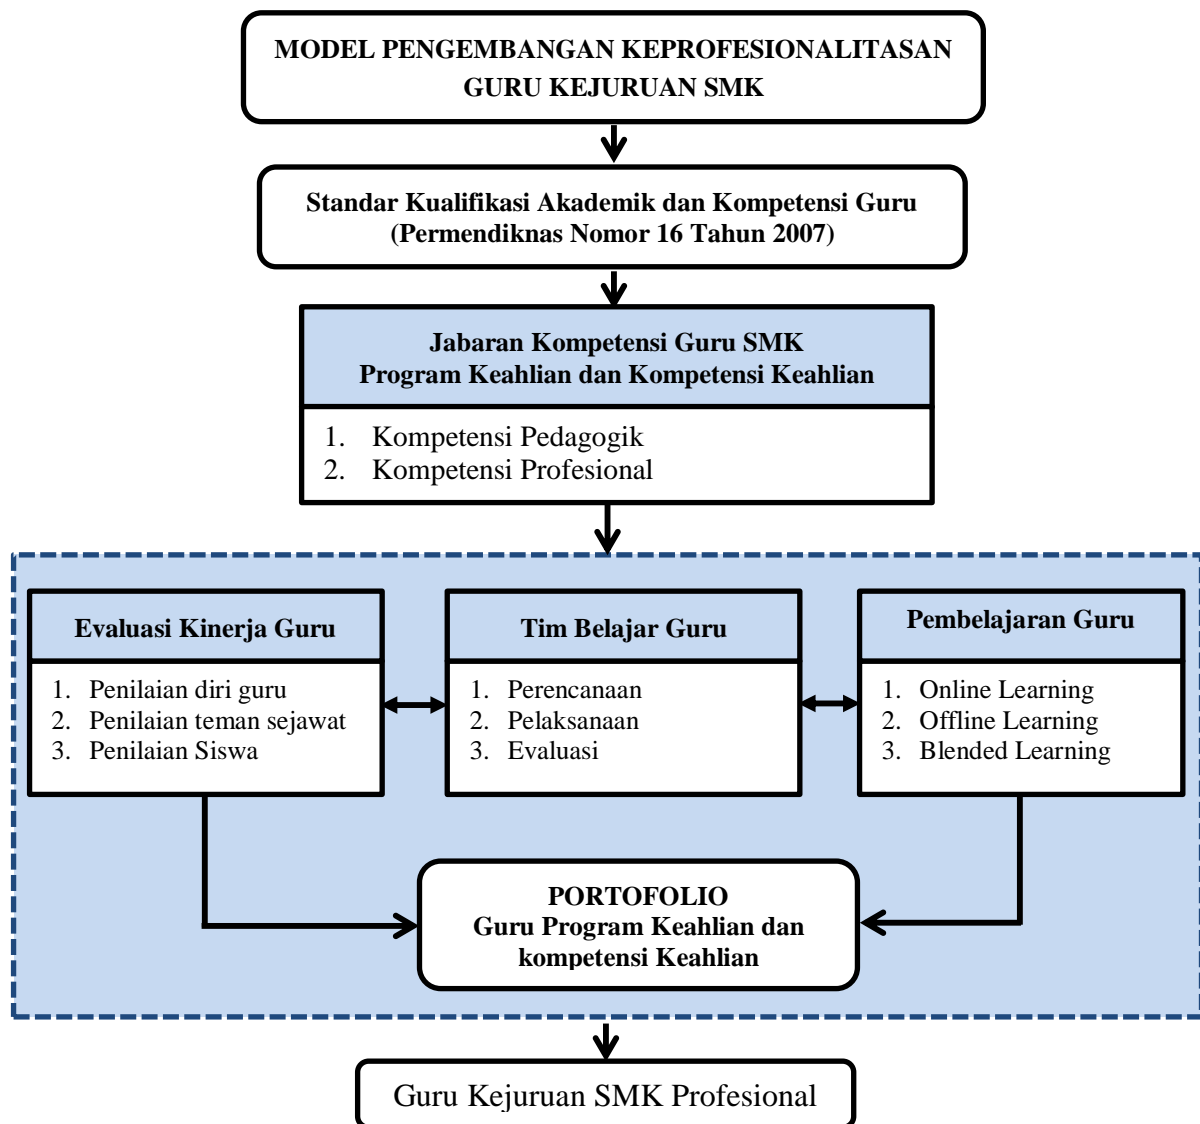 MODEL PENGEMBANGAN KEPROFESIONALITASAN
GURU KEJURUAN SMK
Standar Kualifikasi Akademik dan Kompetensi Guru
(Permendiknas Nomor 16 Tahun 2007)
Jabaran Kompetensi Guru SMK
Program Keahlian dan Kompetensi Keahlian
1. Kompetensi Pedagogik
2. Kompetensi Profesional
Evaluasi Kinerja Guru
1. Penilaian diri guru
2. Penilaian teman sejawat
3. Penilaian Siswa
Tim Belajar Guru
1. Perencanaan
2. Pelaksanaan
3. Evaluasi
Pembelajaran Guru
1. Online Learning
2. Offline Learning
3. Blended Learning
PORTOFOLIO
Guru Program Keahlian dan
kompetensi Keahlian
Guru Kejuruan SMK Profesional